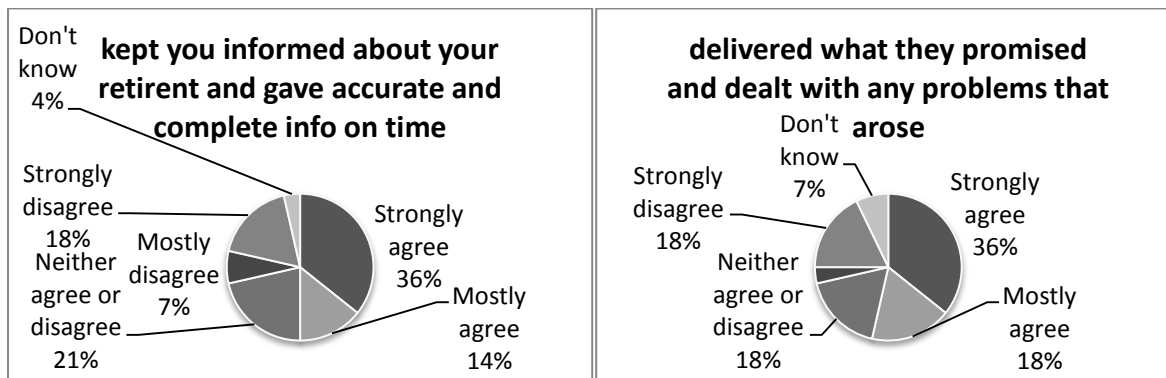 kept you informed about your
retirent and gave accurate and
complete info on time
Don't
know
4%
Strongly
disagree
18%
Mostly
disagree
7%
Neither
agree or
disagree
21%
Strongly
agree
36%
Mostly
agree
14%
delivered what they promised
and dealt with any problems that
arose
Don't
know
7%
Strongly
disagree
18%
Neither
agree or
disagree
18%
Strongly
agree
36%
Mostly
agree
18%